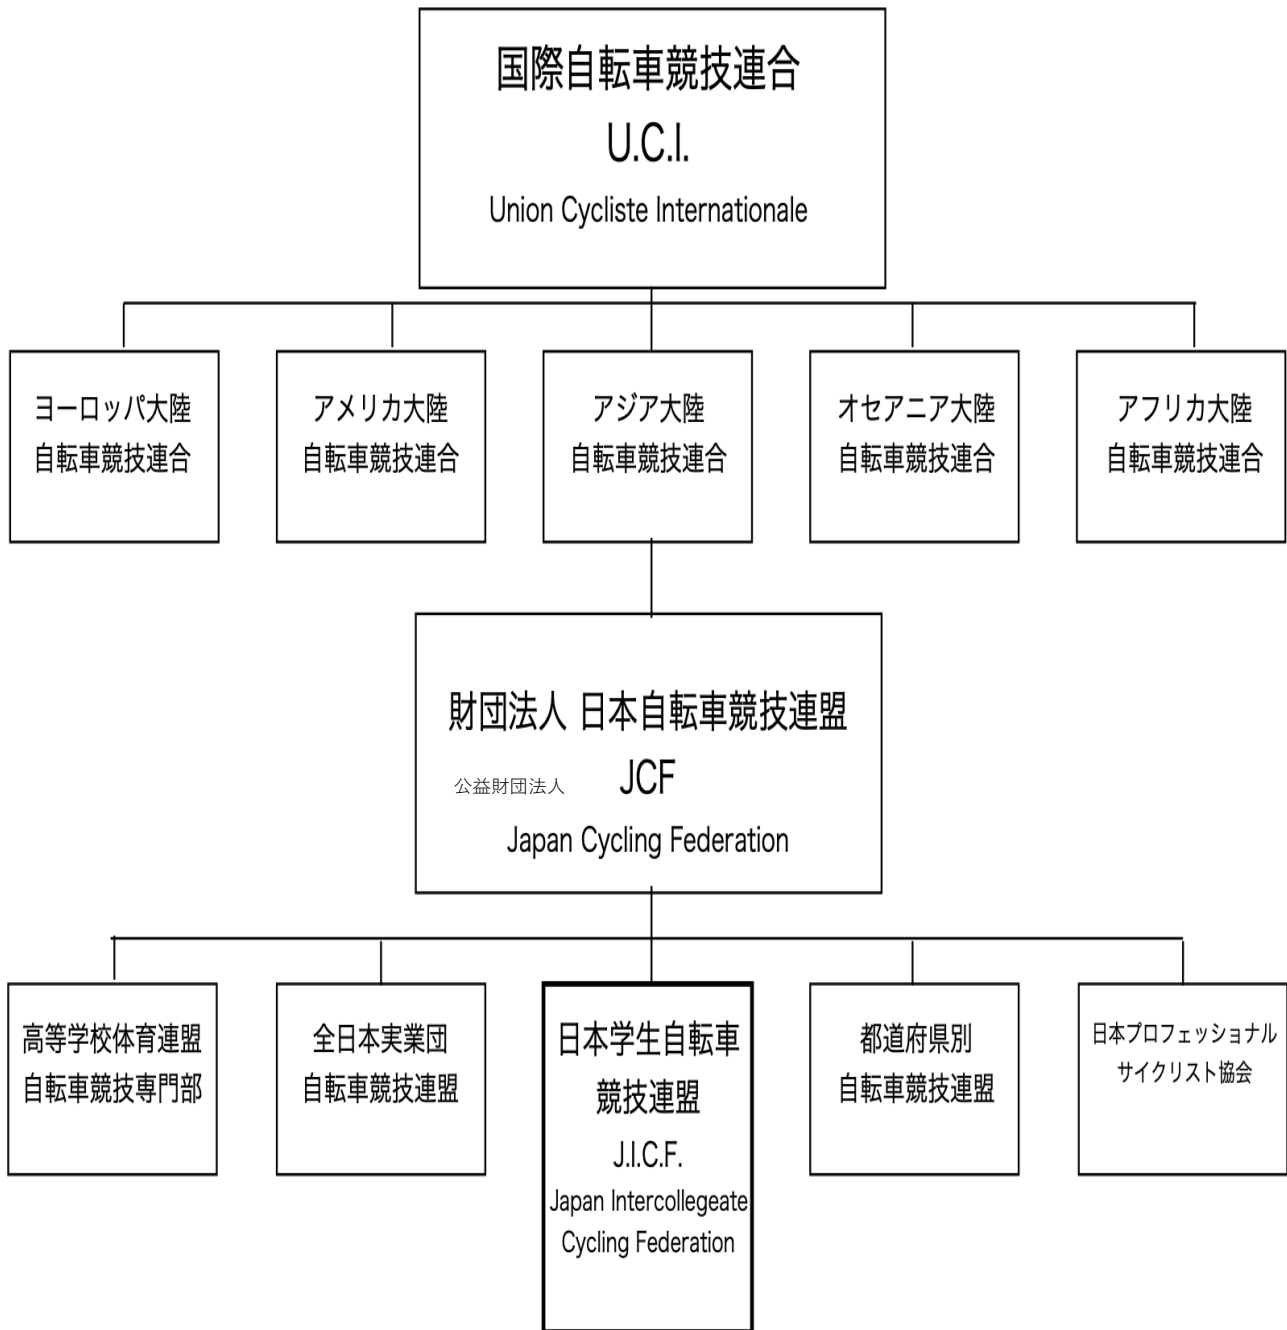 国際自転車競技連合
U.C.I.
Union Cycliste Internationale
ヨーロッパ大陸
自転車競技連合
アメリカ大陸
自転車競技連合
アジア大陸
自転車競技連合
オセアニア大陸
自転車競技連合
アフリカ大陸
自転車競技連合
財団法人 日本自転車競技連盟
公益財団法人
JCF
Japan Cycling Federation
高等学校体育連盟
自転車競技専門部
全日本実業団
自転車競技連盟
日本学生自転車
競技連盟
J.I.C.F.
Japan Intercollegeate
Cycling Federation
都道府県別
自転車競技連盟
日本プロフェッショナル
サイクリスト協会